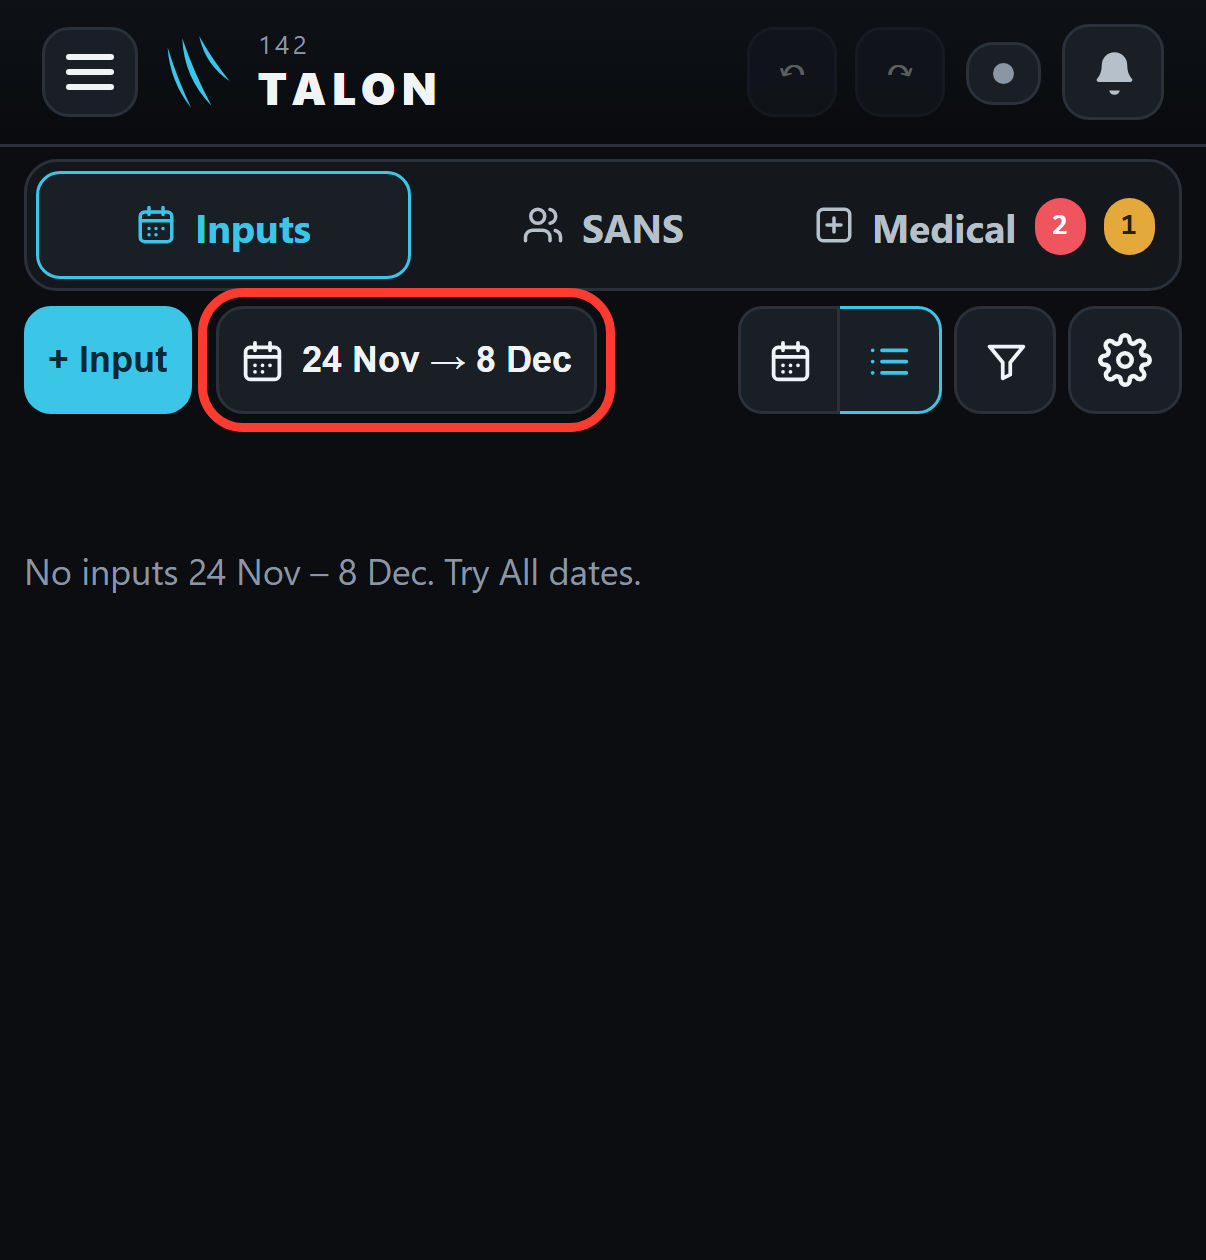 142
TALON
Inputs
SANS
Medical
2
1
+ Input
24 Nov → 8 Dec
No inputs 24 Nov – 8 Dec. Try All dates.